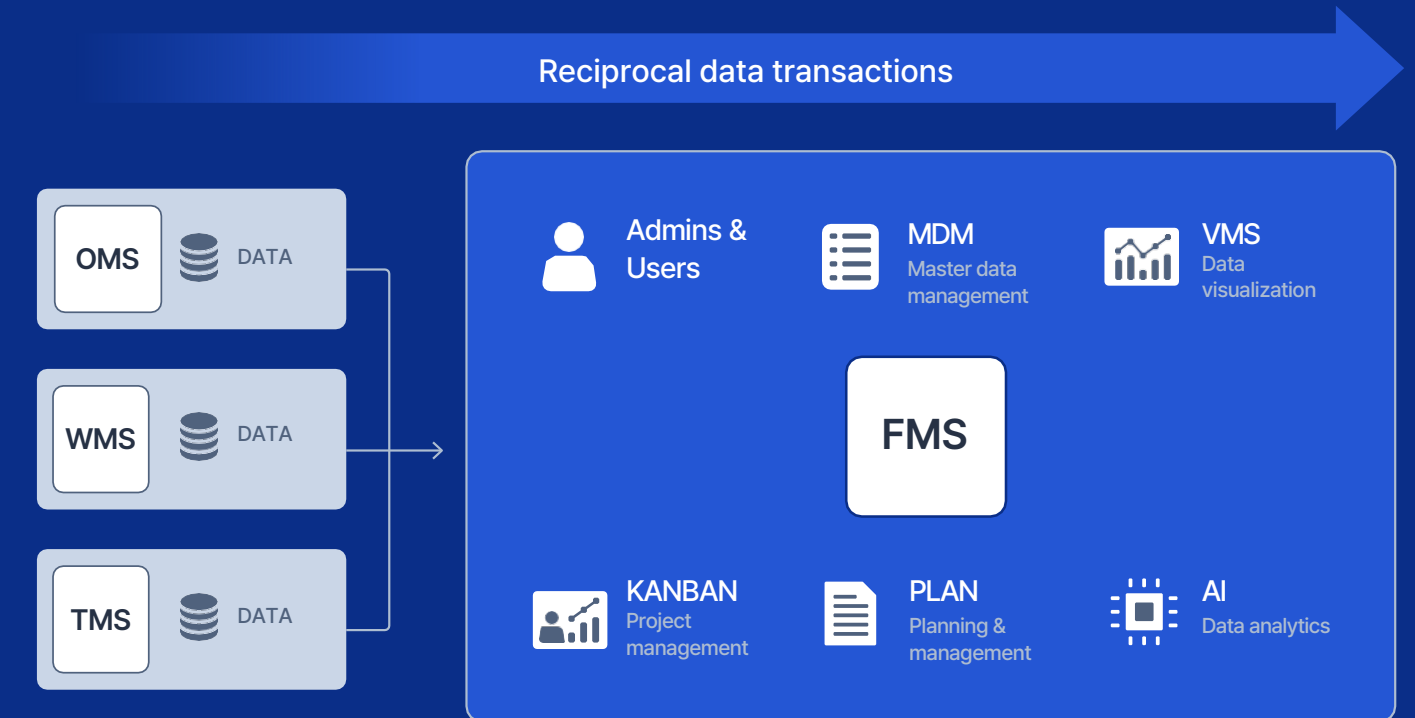 Reciprocal data transactions
OMS
DATA
WMS
DATA
TMS
DATA
Admins &
Users
MDM
Master data
management
VMS
Data
visualization
FMS
KANBAN
Project
management
PLAN
Planning &
management
AI
Data analytics